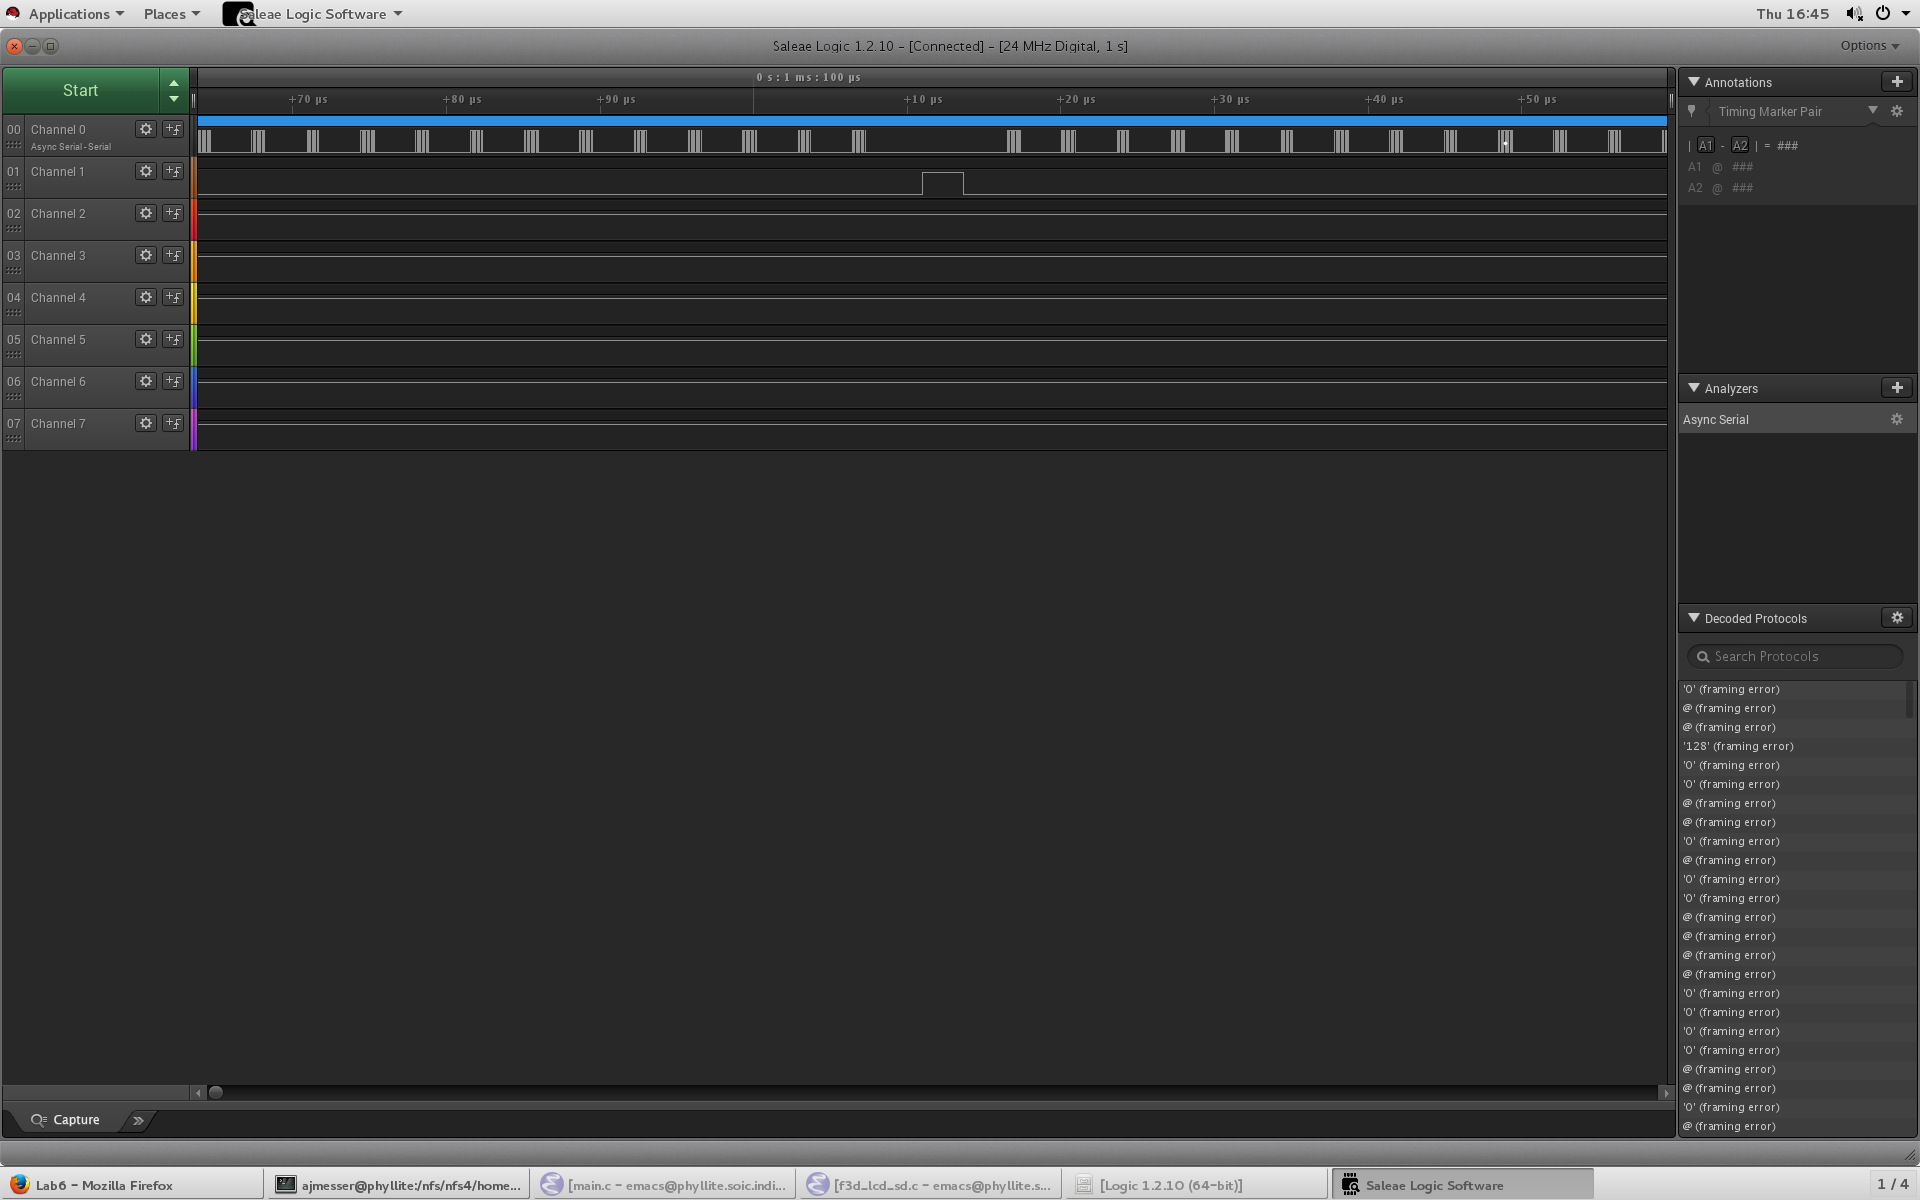 Applications Places Saleae Logic Software Thu 16:45
Saleae Logic 1.2.10 - [Connected] - [24 MHz Digital, 1 s] Options
Start
0 s : 1 ms : 100 µs
+70 µs +80 µs +90 µs +10 µs +20 µs +30 µs +40 µs +50 µs
00 Channel 0
Async Serial - Serial
01 Channel 1
02 Channel 2
03 Channel 3
04 Channel 4
05 Channel 5
06 Channel 6
07 Channel 7
Annotations
Timing Marker Pair
| A1 - A2 | = ###
A1 @ ###
A2 @ ###
Analyzers
Async Serial
Decoded Protocols
Search Protocols
'0' (framing error)
@ (framing error)
@ (framing error)
'128' (framing error)
'0' (framing error)
'0' (framing error)
@ (framing error)
@ (framing error)
'0' (framing error)
@ (framing error)
'0' (framing error)
'0' (framing error)
@ (framing error)
@ (framing error)
@ (framing error)
@ (framing error)
'0' (framing error)
'0' (framing error)
'0' (framing error)
'0' (framing error)
@ (framing error)
@ (framing error)
'0' (framing error)
@ (framing error)
Capture
Lab6 - Mozilla Firefox
ajmesser@phyllite:/nfs/nfs4/home...
[main.c - emacs@phyllite.soic.indi...
[f3d_lcd_sd.c - emacs@phyllite.s...
[Logic 1.2.10 (64-bit)]
Saleae Logic Software
1 / 4